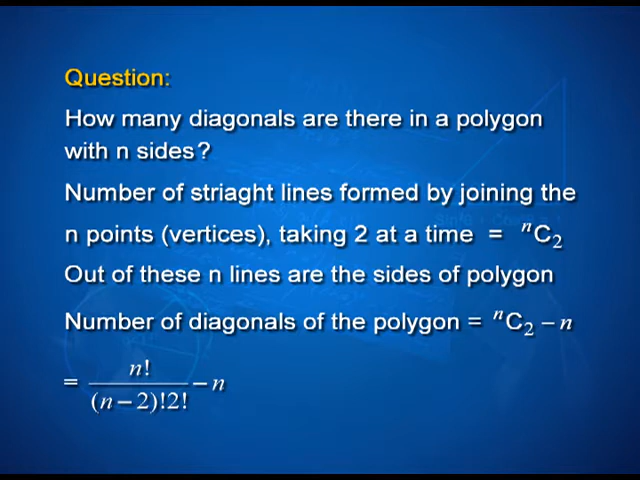 Question:
How many diagonals are there in a polygon
with n sides?
Number of striaght lines formed by joining the
n points (vertices), taking 2 at a time = ⁿC₂
Out of these n lines are the sides of polygon
Number of diagonals of the polygon = ⁿC₂ – n
= n! / (n – 2)!2! – n